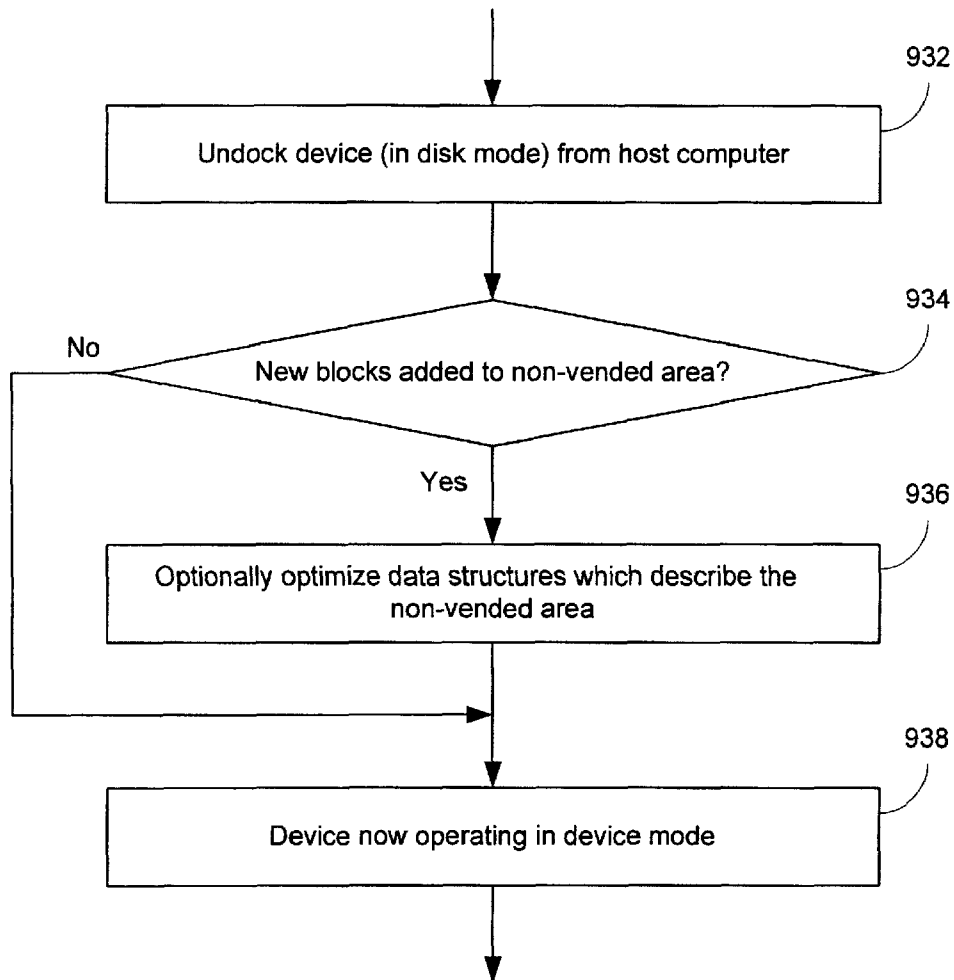 932
Undock device (in disk mode) from host computer
934
No
New blocks added to non-vended area?
Yes
936
Optionally optimize data structures which describe the
non-vended area
938
Device now operating in device mode